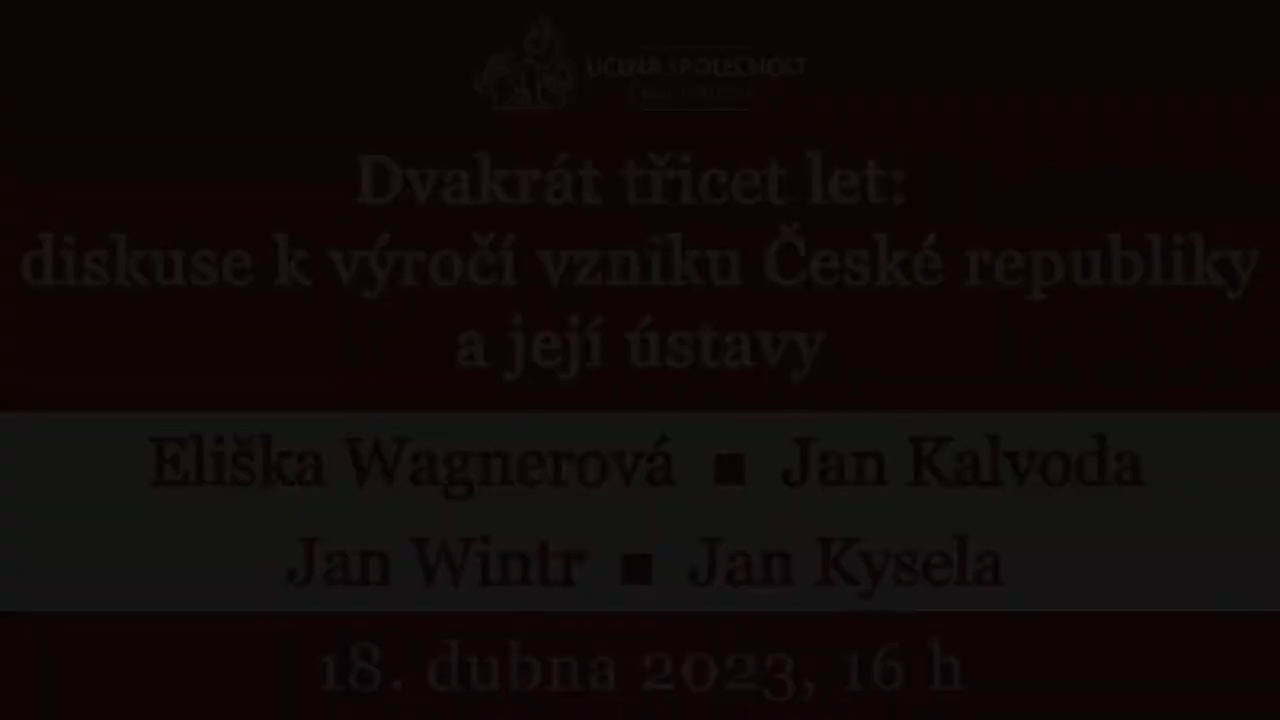 UČENÁ SPOLEČNOST
Dvakrát třicet let:
diskuse k výročí vzniku České republiky
a její ústavy
Eliška Wagnerová ■ Jan Kalvoda
Jan Wintr ■ Jan Kysela
18. dubna 2023, 16 h